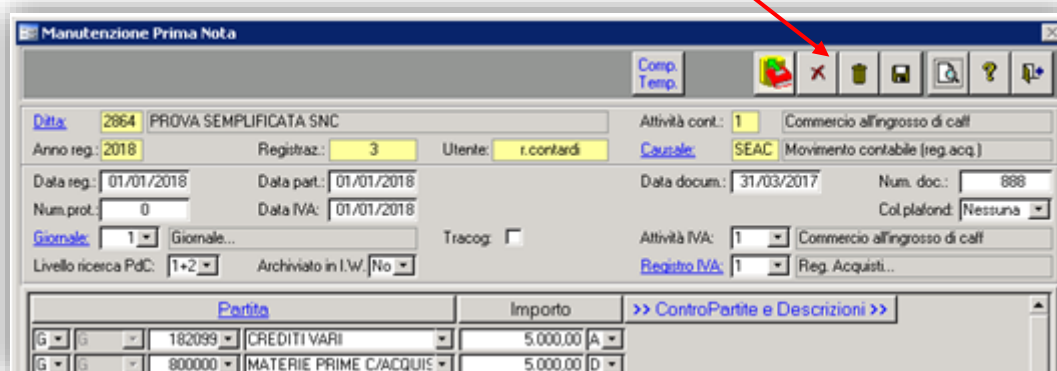 Manutenzione Prima Nota
Comp. Temp.
Ditta: 2864 PROVA SEMPLIFICATA SNC Attività cont.: 1 Commercio all'ingrosso di caff
Anno reg.: 2018 Registraz.: 3 Utente: r.contardi Causale: SEAC Movimento contabile (reg.acq.)
Data reg.: 01/01/2018 Data part.: 01/01/2018 Data docum.: 31/03/2017 Num. doc.: 888
Num.prot.: 0 Data IVA: 01/01/2018 Col.plafond: Nessuna
Giornale: 1 Giornale... Tracog: Attività IVA: 1 Commercio all'ingrosso di caff
Livello ricerca PdC: 1+2 Archiviato in I.W. No Registro IVA: 1 Reg. Acquisti...
Partita Importo >> ControPartite e Descrizioni >>
G G 182099 CREDITI VARI 5.000,00 A
G G 800000 MATERIE PRIME C/ACQUIS 5.000,00 D